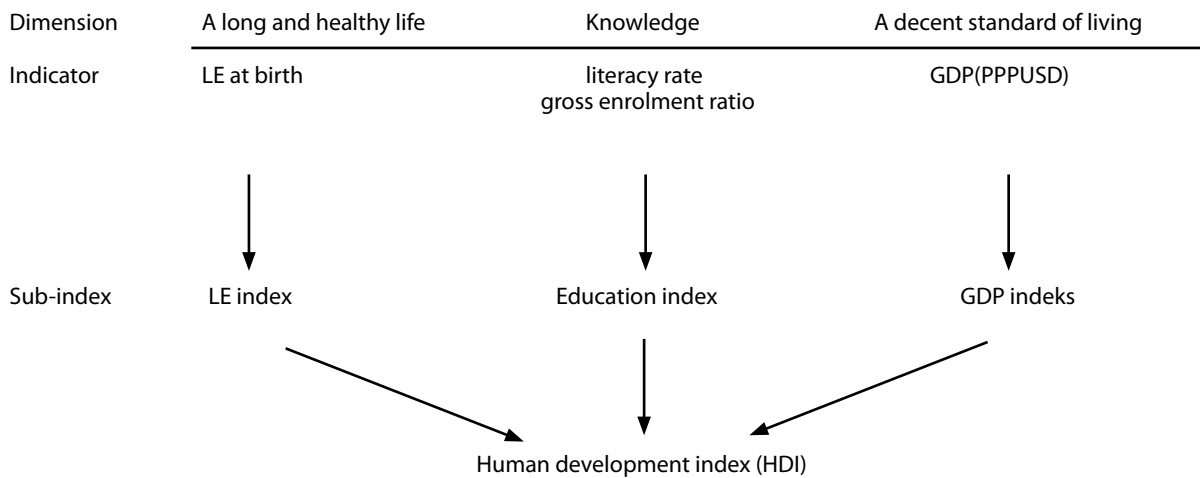 Dimension A long and healthy life Knowledge A decent standard of living
Indicator LE at birth literacy rate GDP(PPPUSD)
gross enrolment ratio
Sub-index LE index Education index GDP indeks
Human development index (HDI)